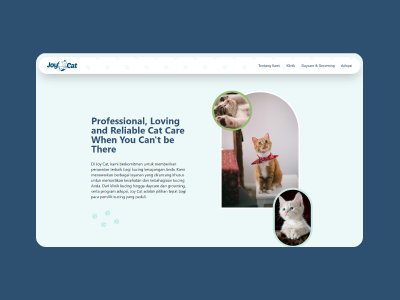 Joy Cat
Tentang Kami Klinik Daycare & Grooming Adopsi
Professional, Loving
and Reliable Cat Care
When You Can't be
There
Di Joy Cat, kami berkomitmen untuk memberikan
perawatan terbaik bagi kucing kesayangan Anda. Kami
menawarkan berbagai layanan yang dirancang khusus
untuk memastikan kesehatan dan kebahagiaan kucing
Anda. Dari klinik kucing hingga daycare dan grooming,
serta program adopsi, Joy Cat adalah pilihan tepat bagi
para pemilik kucing yang peduli.